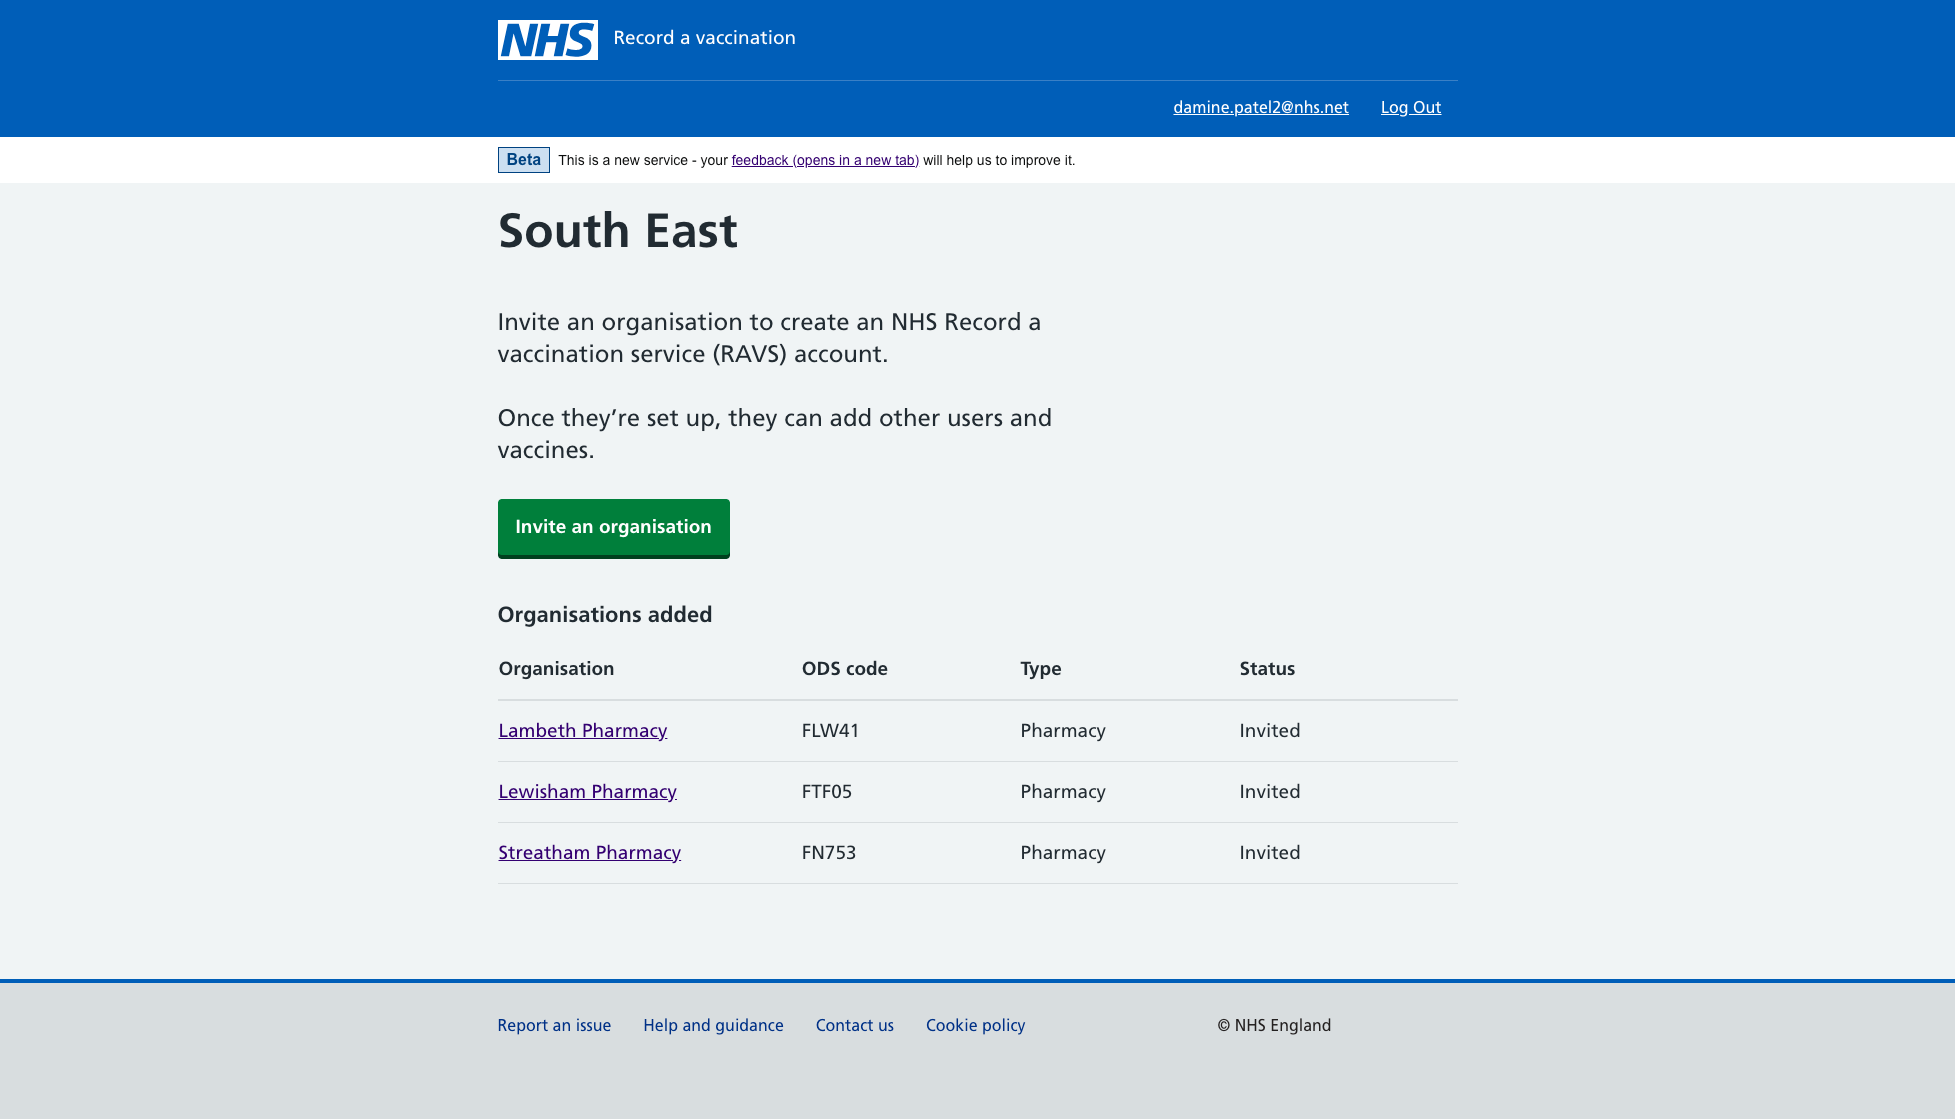 NHS Record a vaccination
damine.patel2@nhs.net Log Out
Beta This is a new service - your feedback (opens in a new tab) will help us to improve it.
South East
Invite an organisation to create an NHS Record a
vaccination service (RAVS) account.
Once they’re set up, they can add other users and
vaccines.
Invite an organisation
Organisations added
Organisation ODS code Type Status
Lambeth Pharmacy FLW41 Pharmacy Invited
Lewisham Pharmacy FTF05 Pharmacy Invited
Streatham Pharmacy FN753 Pharmacy Invited
Report an issue Help and guidance Contact us Cookie policy © NHS England